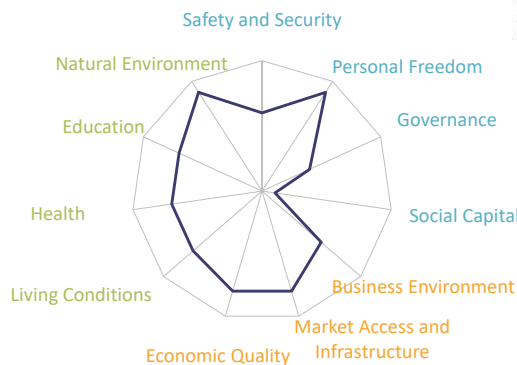 Safety and Security
Natural Environment
Personal Freedom
Education
Governance
Health
Social Capital
Living Conditions
Business Environment
Economic Quality
Market Access and
Infrastructure